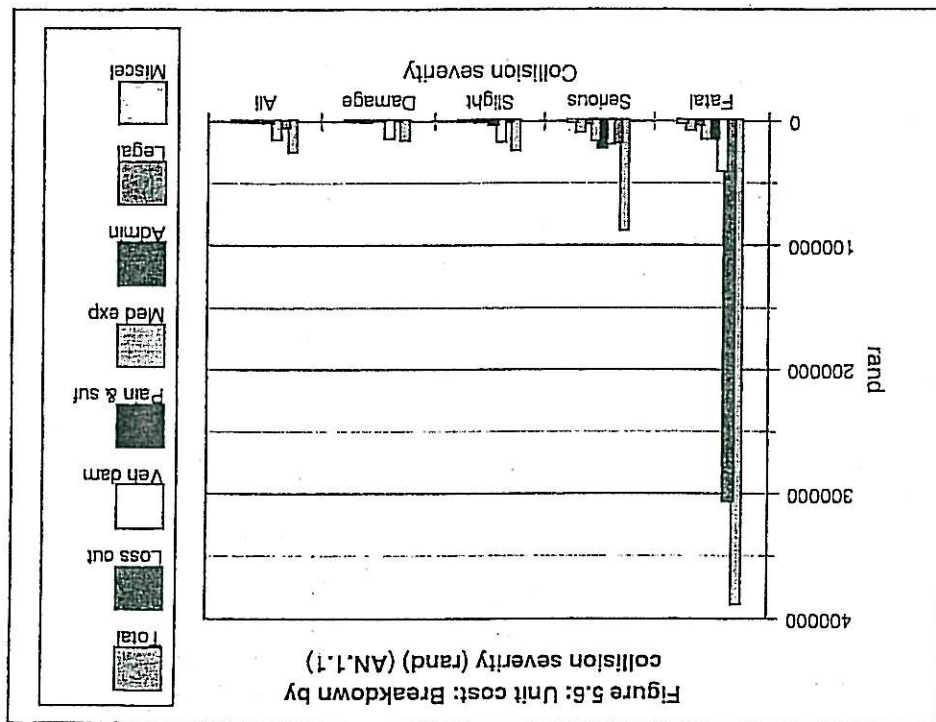 Figure 5.6: Unit cost: Breakdown by
collision severity (rand) (AN.1.1)
400000
300000
200000
100000
0
rand
Fatal
Serious
Slight
Damage
All
Collision severity
Total
Loss out
Veh dam
Pain & suf
Med exp
Admin
Legal
Miscel